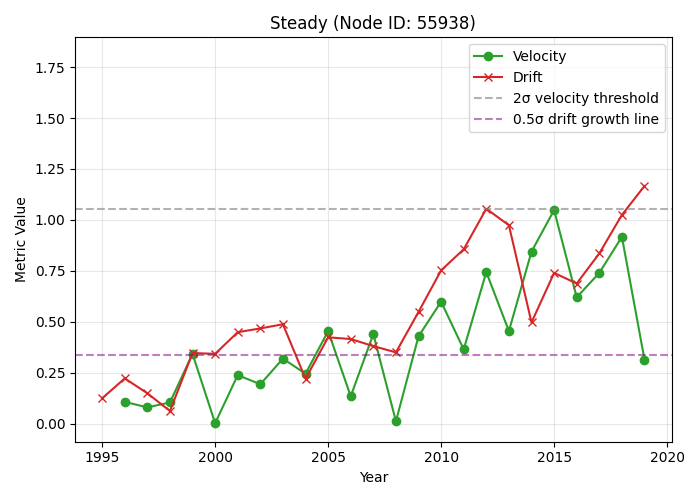 Steady (Node ID: 55938)
Velocity
Drift
2σ velocity threshold
0.5σ drift growth line
Metric Value
1.75
1.50
1.25
1.00
0.75
0.50
0.25
0.00
1995
2000
2005
2010
2015
2020
Year